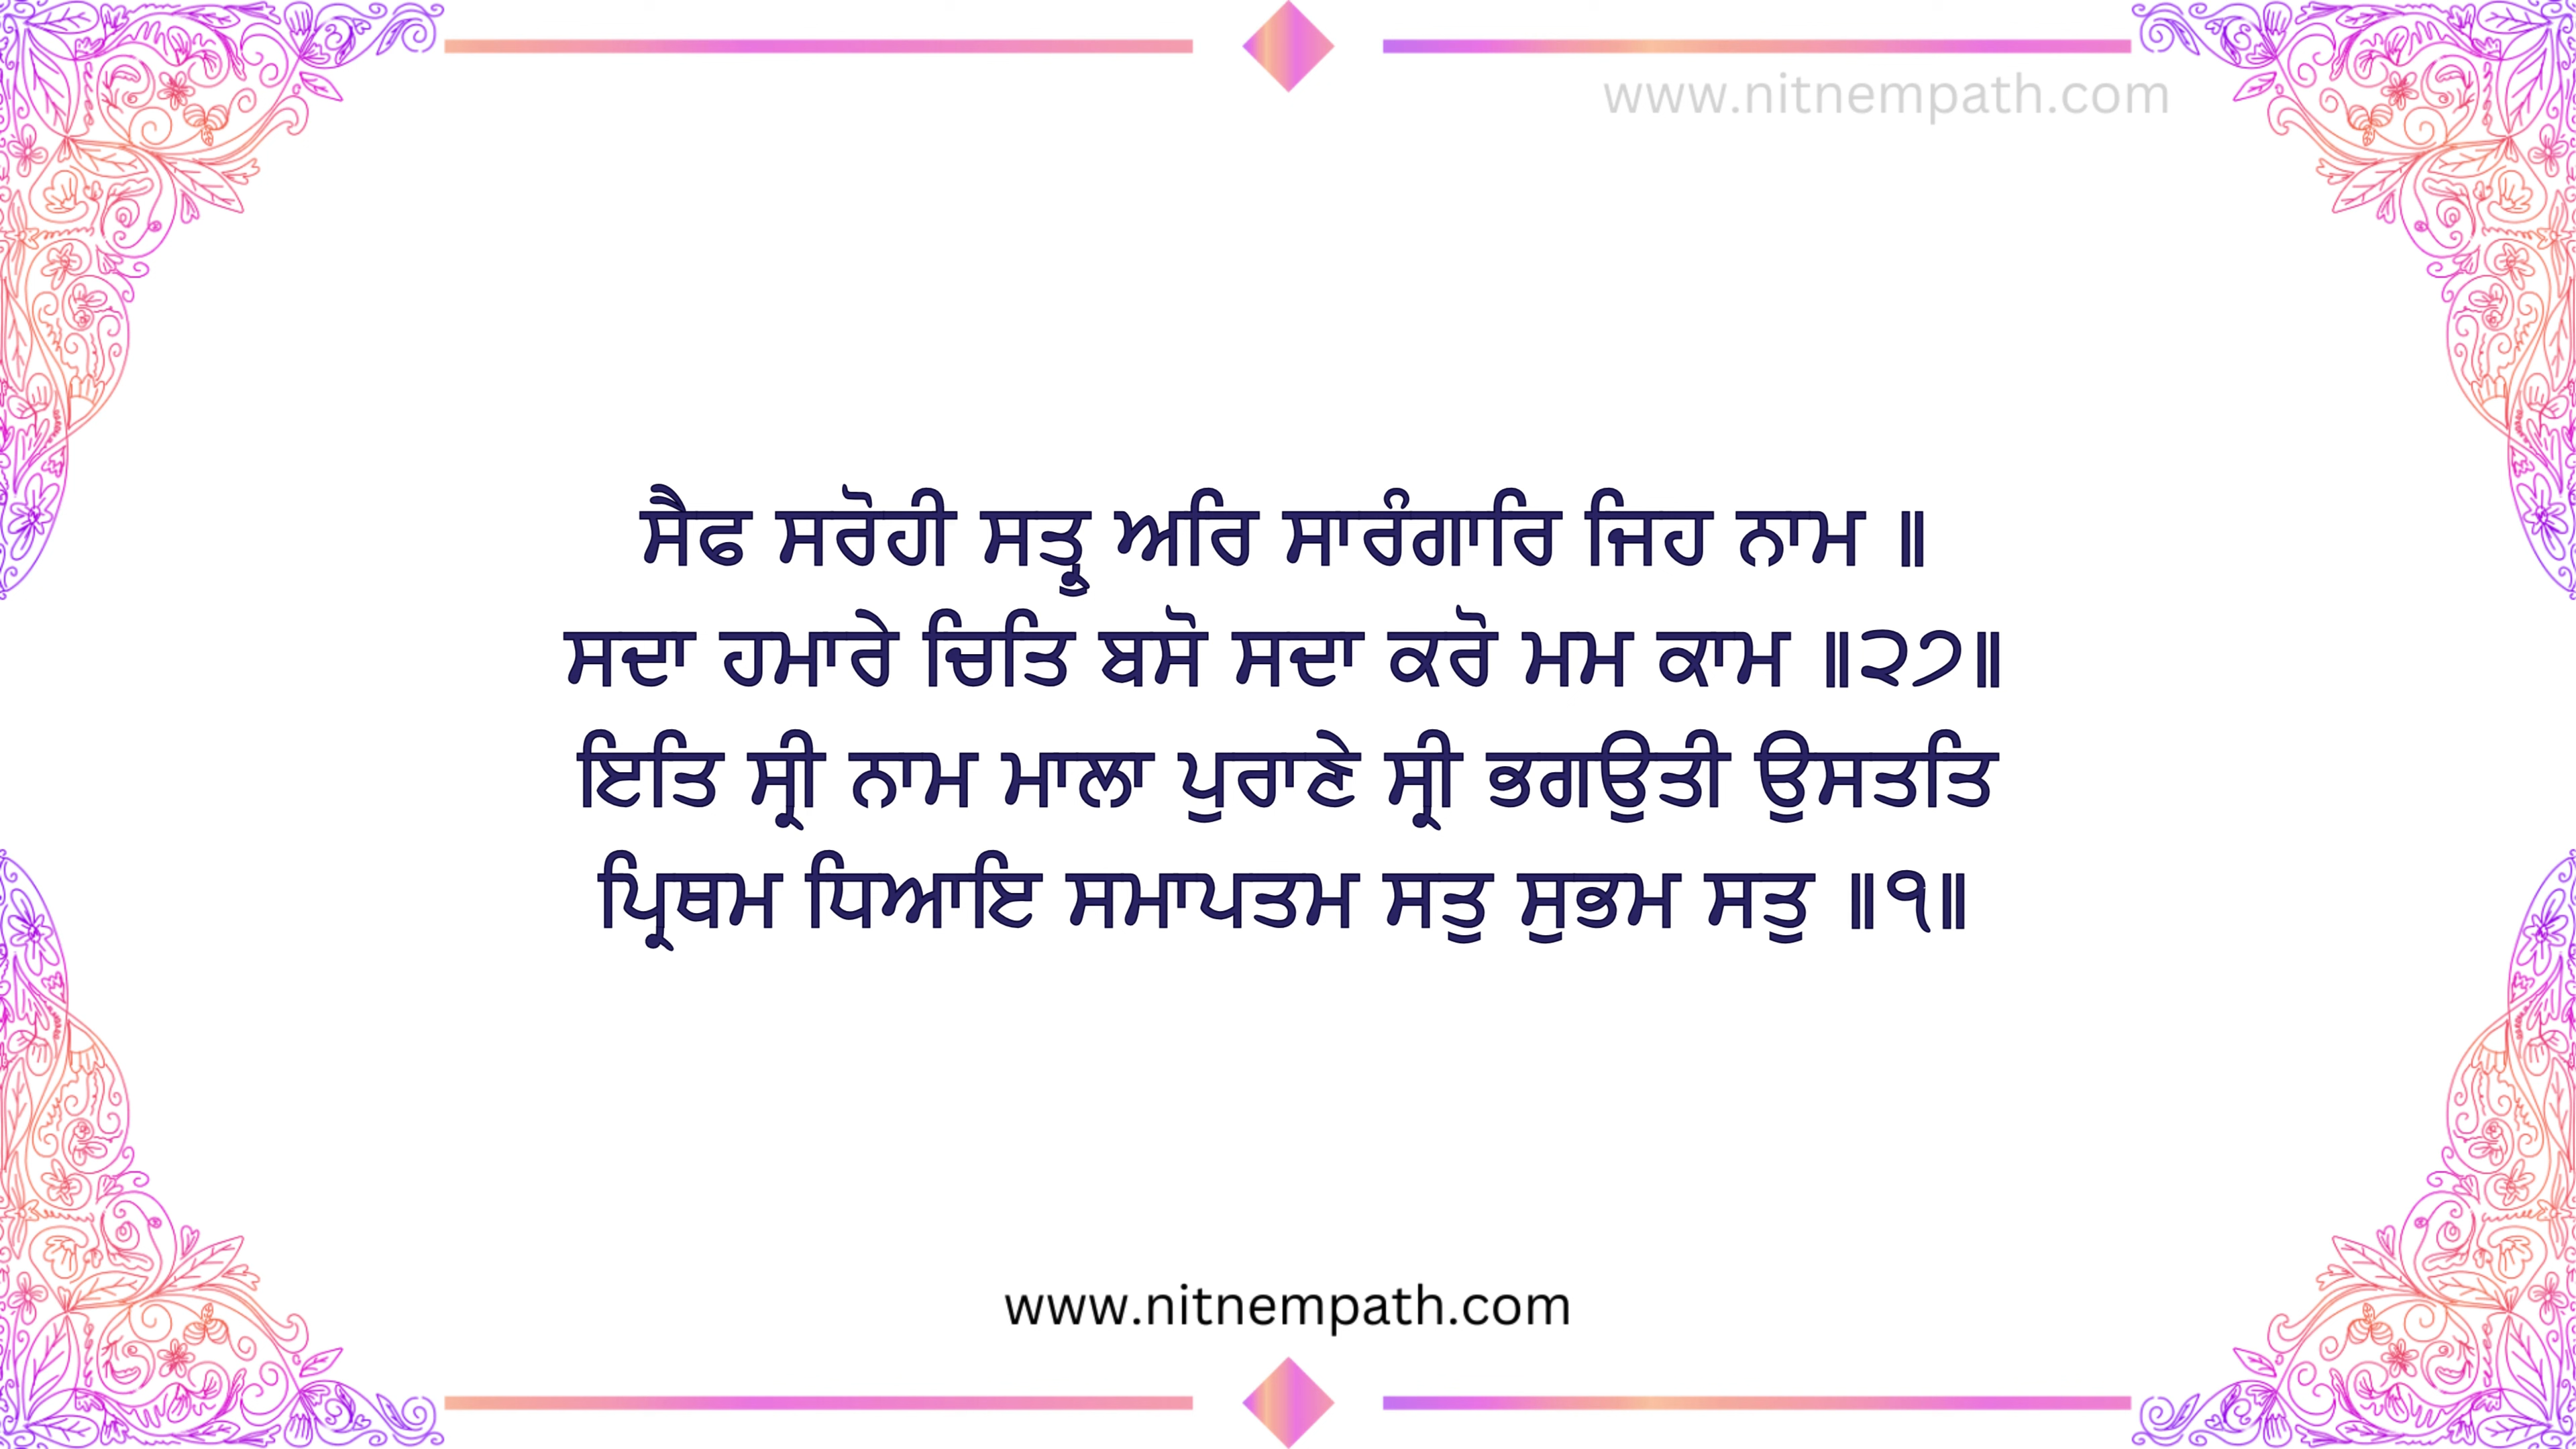 www.nitnempath.com
ਸੈਫ ਸਰੋਹੀ ਸਤ੍ਰੁ ਅਰਿ ਸਾਰੰਗਾਰਿ ਜਿਹ ਨਾਮ ॥
ਸਦਾ ਹਮਾਰੇ ਚਿਤਿ ਬਸੋ ਸਦਾ ਕਰੋ ਮਮ ਕਾਮ ॥੨੭॥
ਇਤਿ ਸ੍ਰੀ ਨਾਮ ਮਾਲਾ ਪੁਰਾਣੇ ਸ੍ਰੀ ਭਗਉਤੀ ਉਸਤਤਿ
ਪ੍ਰਿਥਮ ਧਿਆਇ ਸਮਾਪਤਮ ਸਤੁ ਸੁਭਮ ਸਤੁ ॥੧॥
www.nitnempath.com